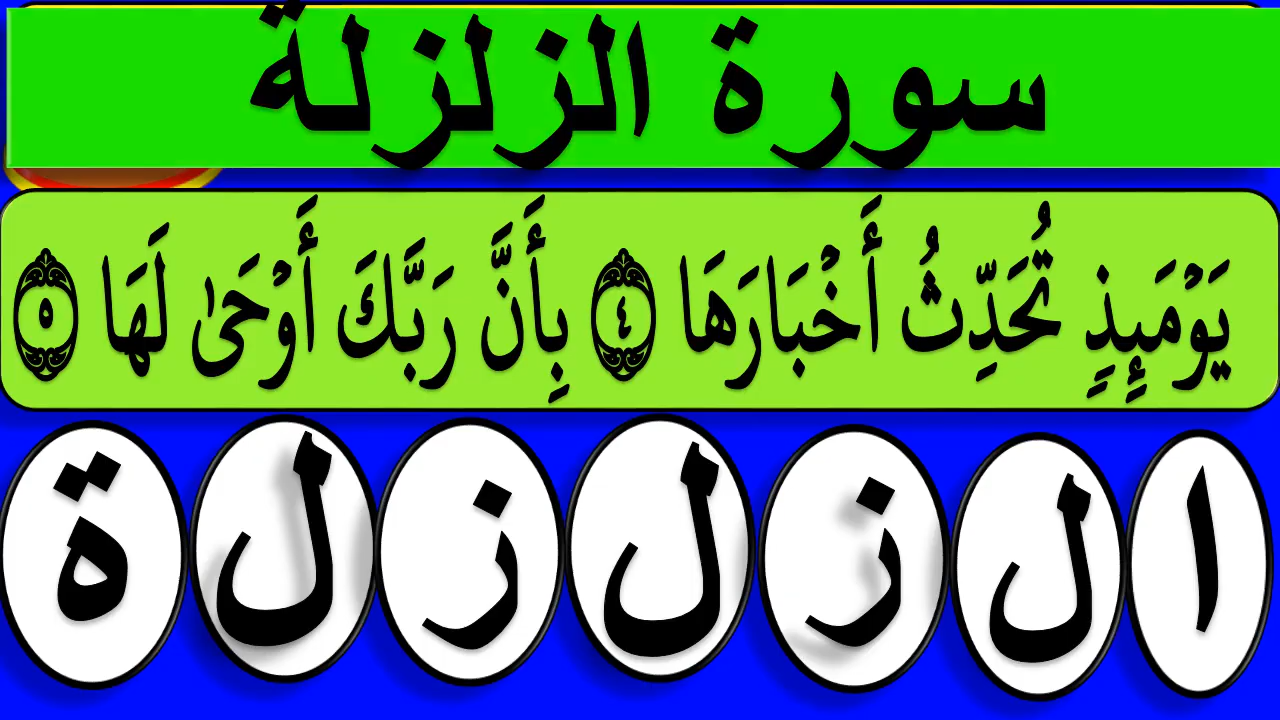 سورة الزلزلة
يَوْمَئِذٍ تُحَدِّثُ أَخْبَارَهَا ٤ بِأَنَّ رَبَّكَ أَوْحَىٰ لَهَا ٥
ا ل ز ل ز ل ة